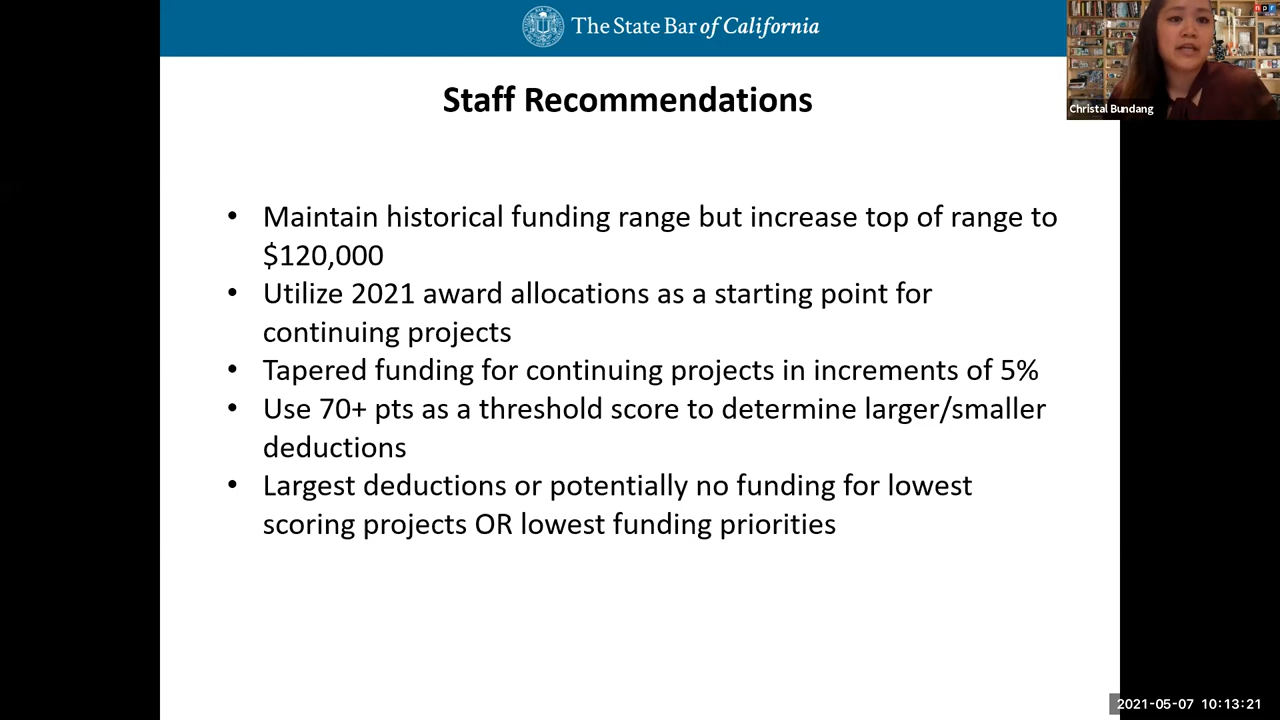 The State Bar of California
npr
Christal Bundang
Staff Recommendations
• Maintain historical funding range but increase top of range to
$120,000
• Utilize 2021 award allocations as a starting point for
continuing projects
• Tapered funding for continuing projects in increments of 5%
• Use 70+ pts as a threshold score to determine larger/smaller
deductions
• Largest deductions or potentially no funding for lowest
scoring projects OR lowest funding priorities
2021-05-07 10:13:21